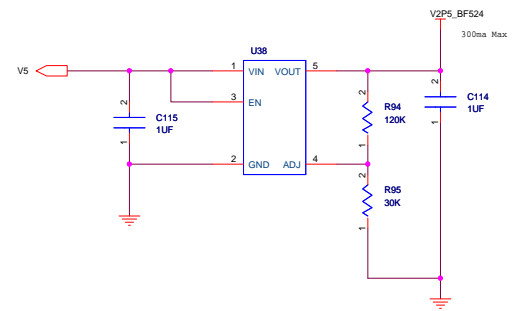 V2P5_BF524
300ma Max
U38
V5
1 VIN VOUT 5
3 EN
2 GND ADJ 4
2
C115
1UF
1
2
R94
120K
1
2
C114
1UF
1
2
R95
30K
1